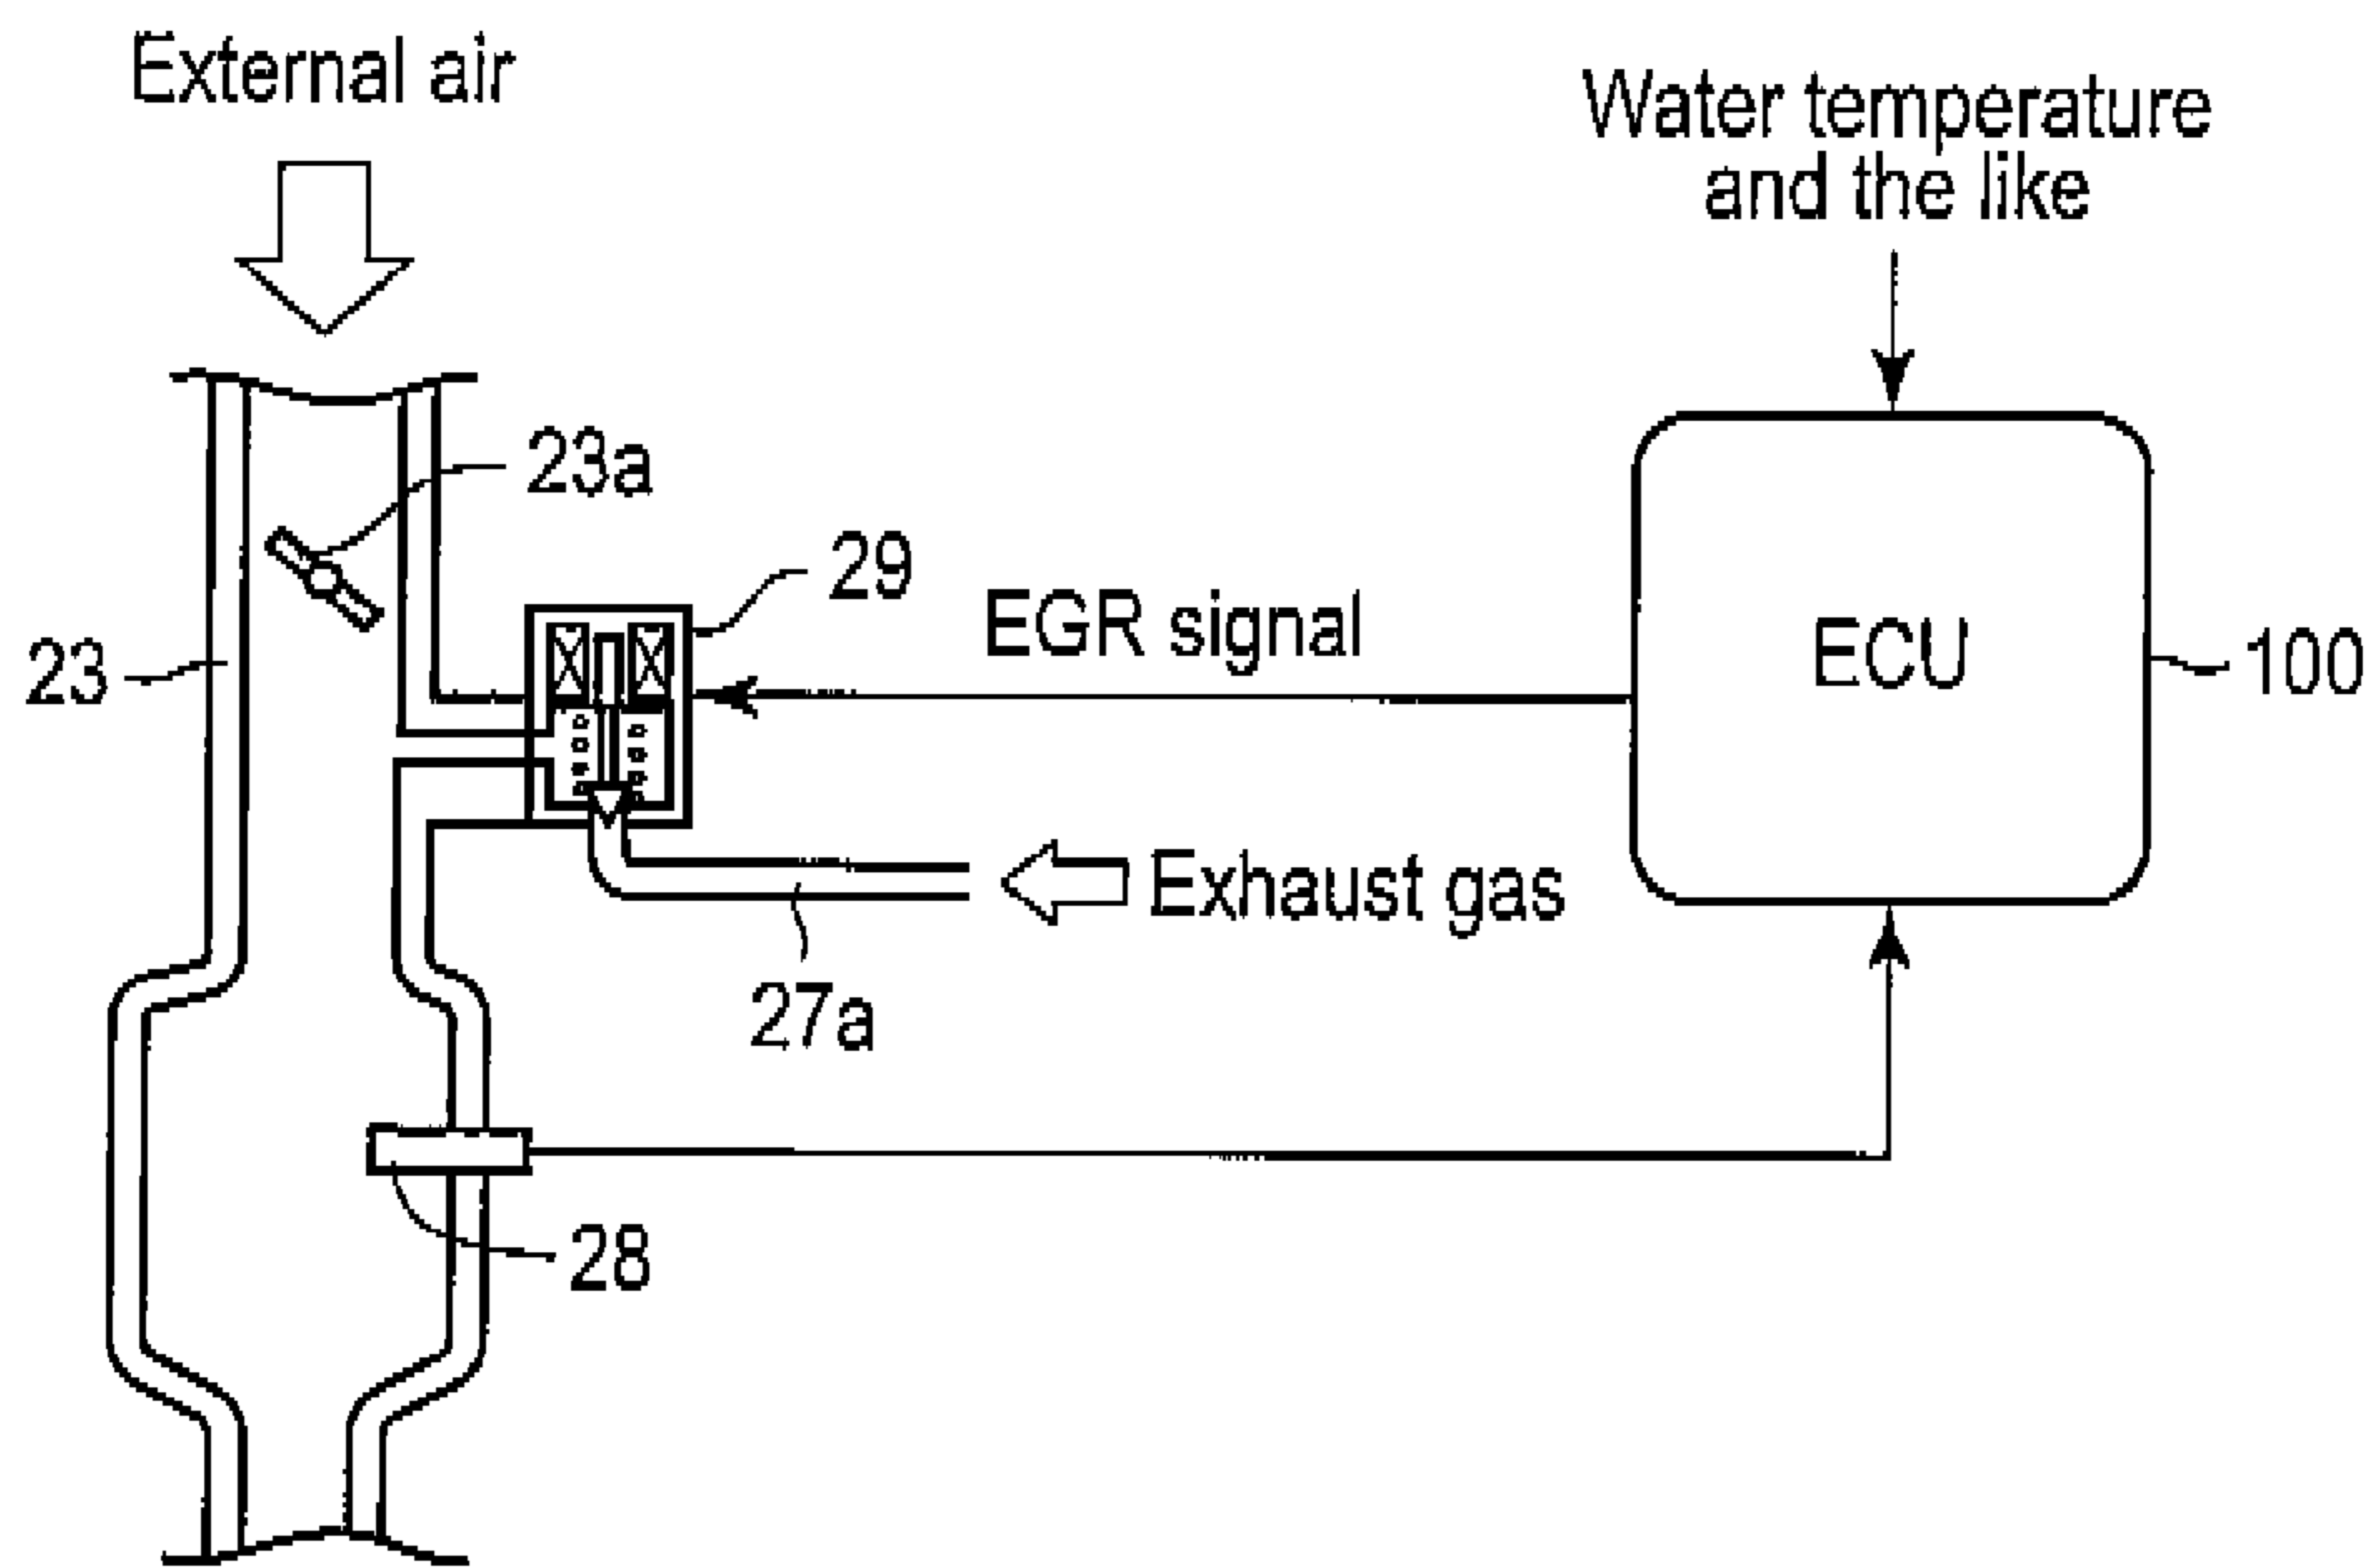 External air
Water temperature
and the like
23a
29
EGR signal
ECU
100
23
Exhaust gas
27a
28